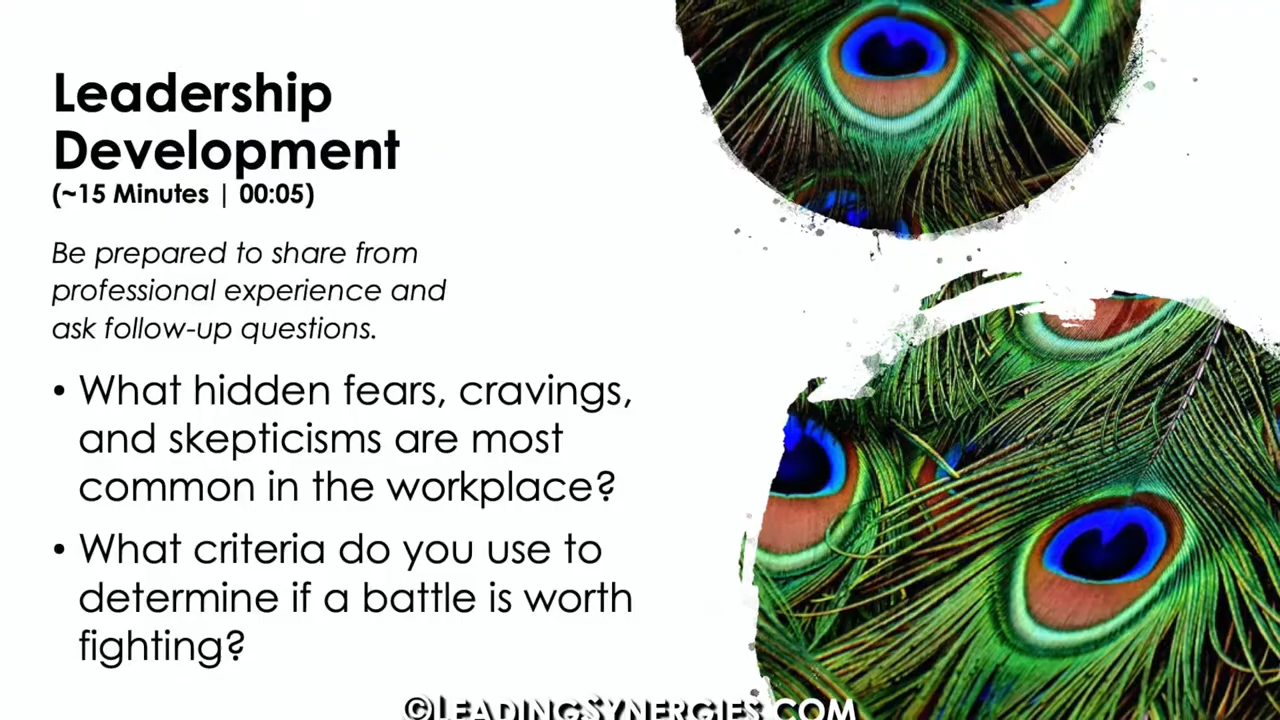 Leadership
Development
(~15 Minutes | 00:05)
Be prepared to share from
professional experience and
ask follow-up questions.
• What hidden fears, cravings,
and skepticisms are most
common in the workplace?
• What criteria do you use to
determine if a battle is worth
fighting?
©LEADINGSYNERGIES.COM